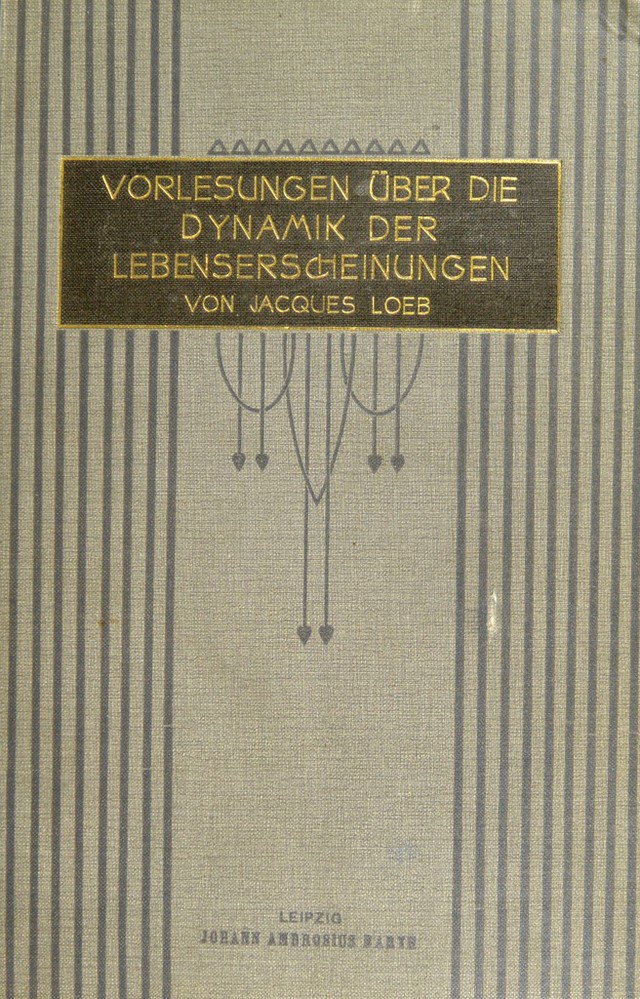 VORLESUNGEN ÜBER DIE
DYNAMIK DER
LEBENSERSCHEINUNGEN
VON JACQUES LOEB
LEIPZIG
JOHANN AMBROSIUS BARTH